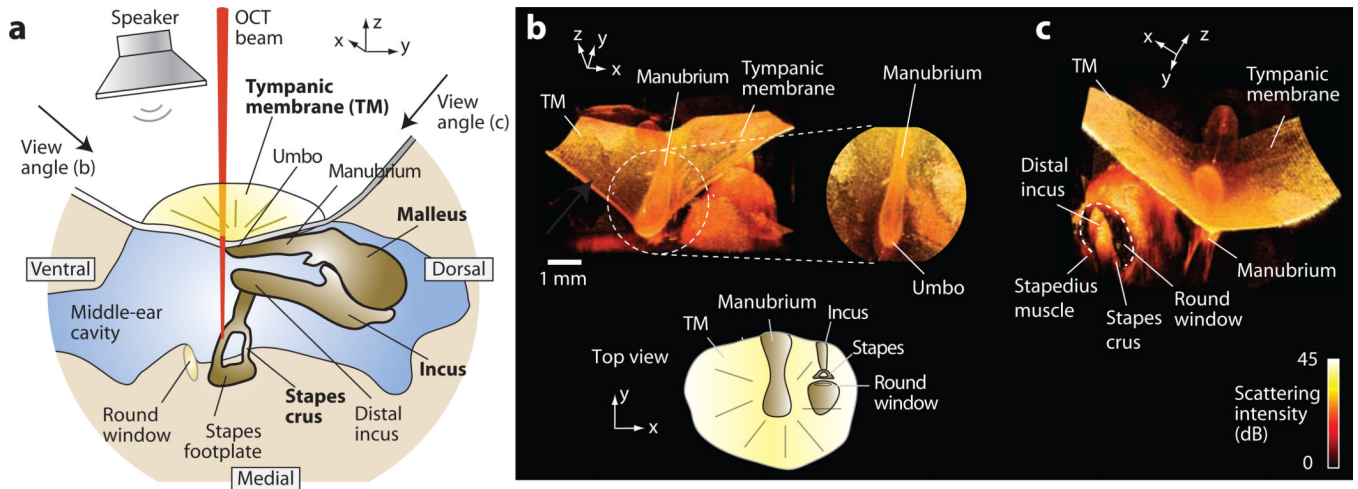 a
Speaker
OCT
beam
z
x
y
Tympanic
membrane (TM)
View
angle (c)
View
angle (b)
Umbo
Manubrium
Malleus
Ventral
Dorsal
Middle-ear
cavity
Incus
Round
window
Stapes
crus
Distal
incus
Stapes
footplate
Medial
b
z
y
x
Manubrium
TM
Tympanic
membrane
Manubrium
1 mm
Umbo
Manubrium
Incus
TM
Stapes
Top view
Round
window
y
x
c
x
z
y
TM
Tympanic
membrane
Distal
incus
Manubrium
Stapedius
muscle
Round
window
Stapes
crus
45
Scattering
intensity
(dB)
0